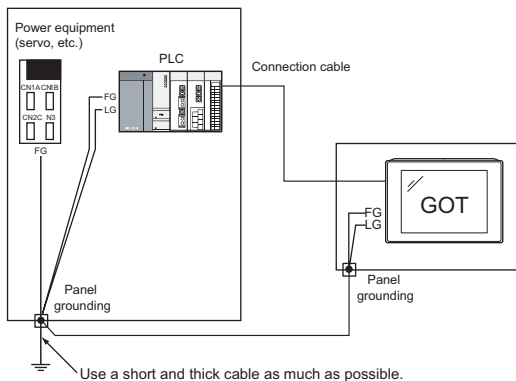 Power equipment
(servo, etc.)
PLC
Connection cable
CN1A CN1B
CN2C N3
FG
FG
LG
GOT
FG
LG
Panel
grounding
Panel
grounding
Use a short and thick cable as much as possible.